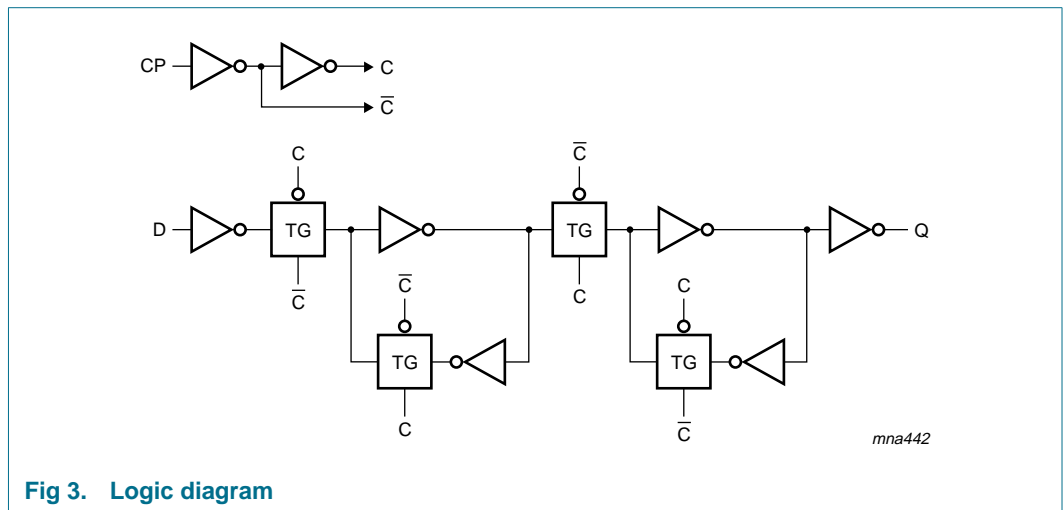 CP
C
C̅
C
C̅
D
TG
TG
Q
C̅
C̅
C
C
TG
TG
C
C̅
mna442
Fig 3. Logic diagram